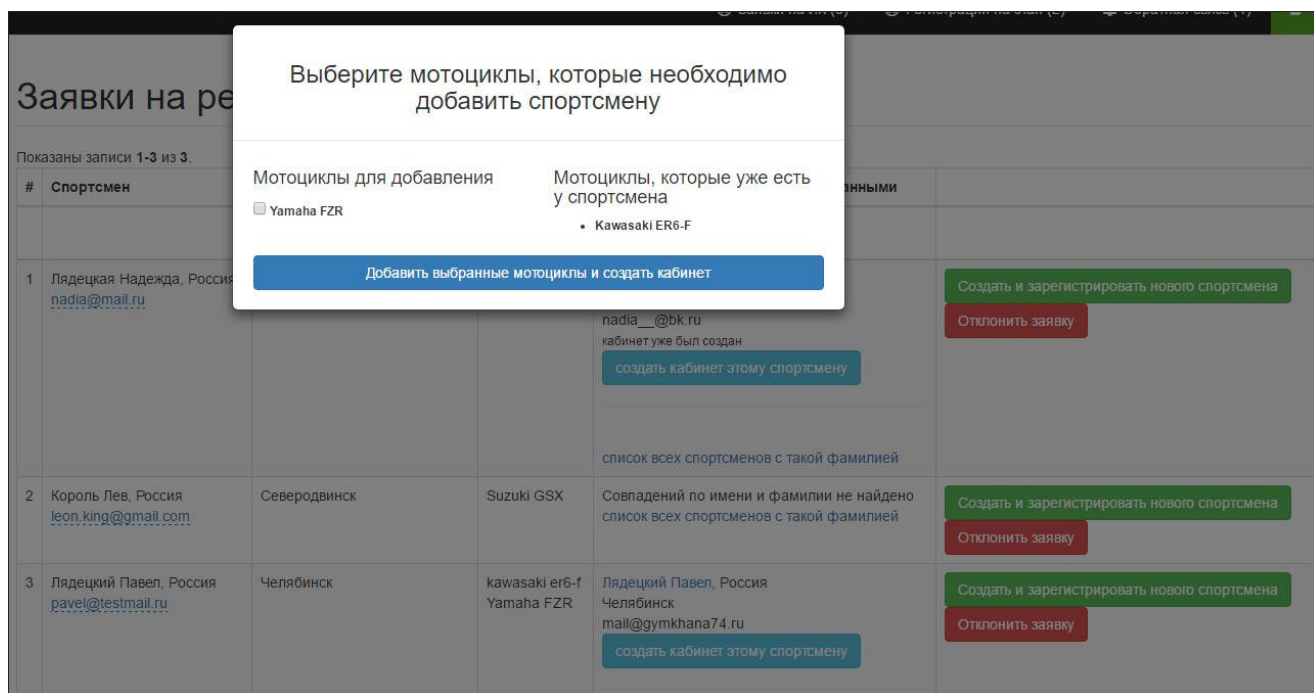 Выберите мотоциклы, которые необходимо
добавить спортсмену
Заявки на ре
Показаны записи 1-3 из 3.
Мотоциклы для добавления
Yamaha FZR
Мотоциклы, которые уже есть
у спортсмена
• Kawasaki ER6-F
Добавить выбранные мотоциклы и создать кабинет
# Спортсмен
анными
1 Лядецкая Надежда, Россия
nadia@mail.ru
nadia__@bk.ru
кабинет уже был создан
создать кабинет этому спортсмену
список всех спортсменов с такой фамилией
Создать и зарегистрировать нового спортсмена
Отклонить заявку
2 Король Лев, Россия
leon.king@gmail.com
Северодвинск
Suzuki GSX
Совпадений по имени и фамилии не найдено
список всех спортсменов с такой фамилией
Создать и зарегистрировать нового спортсмена
Отклонить заявку
3 Лядецкий Павел, Россия
pavel@testmail.ru
Челябинск
kawasaki er6-f
Yamaha FZR
Лядецкий Павел, Россия
Челябинск
mail@gymkhana74.ru
создать кабинет этому спортсмену
Создать и зарегистрировать нового спортсмена
Отклонить заявку